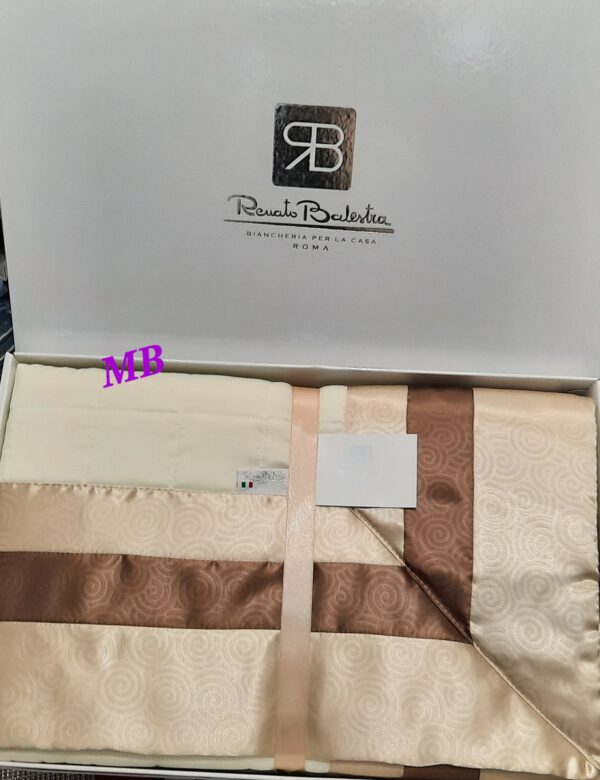 RB
Renato Balestra
BIANCHERIA PER LA CASA
ROMA
MB